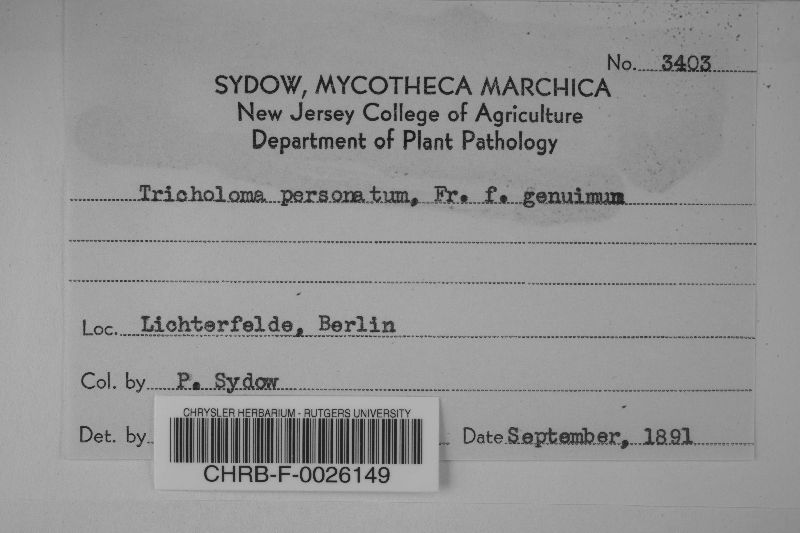 No. 3403
SYDOW, MYCOTHECA MARCHICA
New Jersey College of Agriculture
Department of Plant Pathology
Tricholoma personatum, Fr. f. genuimum
Loc. Lichterfelde, Berlin
Col. by P. Sydow
Det. by
Date September, 1891
CHRYSLER HERBARIUM - RUTGERS UNIVERSITY
CHRB-F-0026149